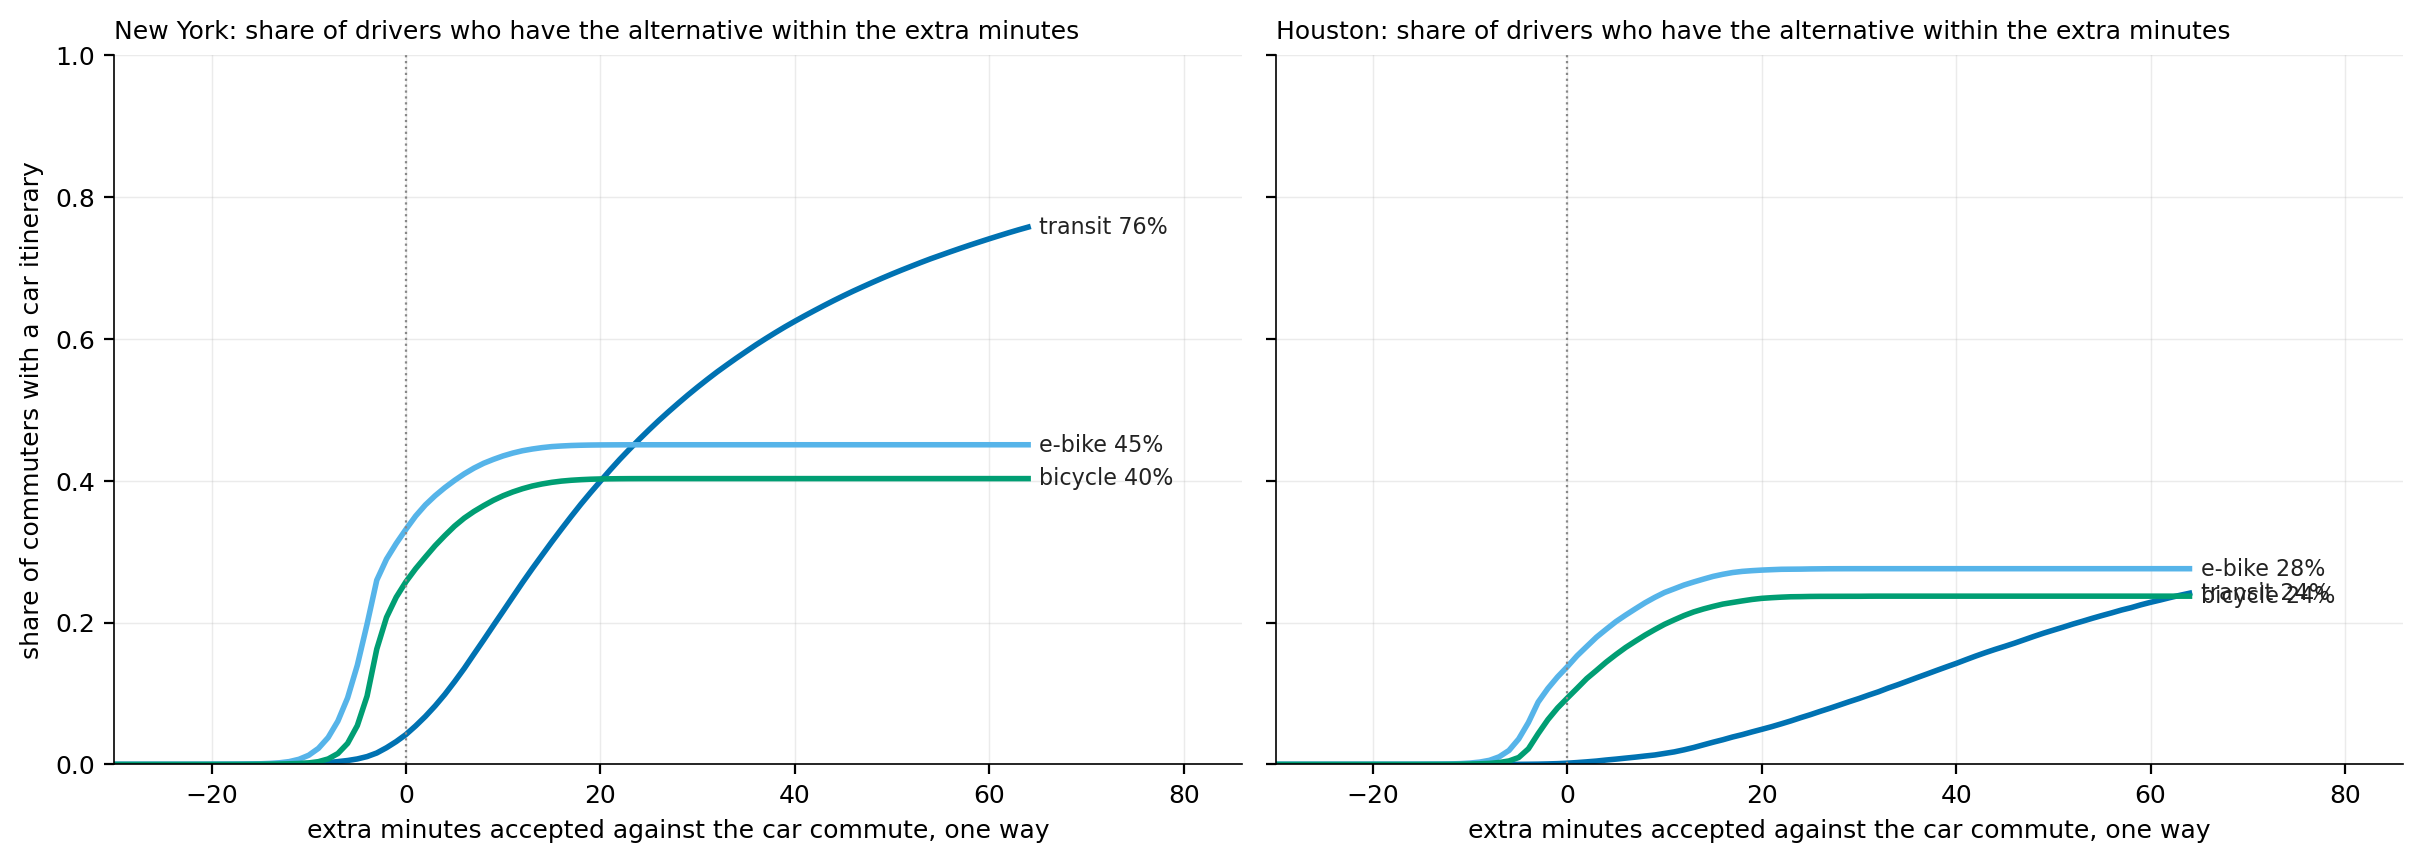 New York: share of drivers who have the alternative within the extra minutes
Houston: share of drivers who have the alternative within the extra minutes
share of commuters with a car itinerary
1.0
0.8
0.6
0.4
0.2
0.0
transit 76%
e-bike 45%
bicycle 40%
e-bike 28%
transit 24%
bicycle 24%
−20 0 20 40 60 80
−20 0 20 40 60 80
extra minutes accepted against the car commute, one way
extra minutes accepted against the car commute, one way